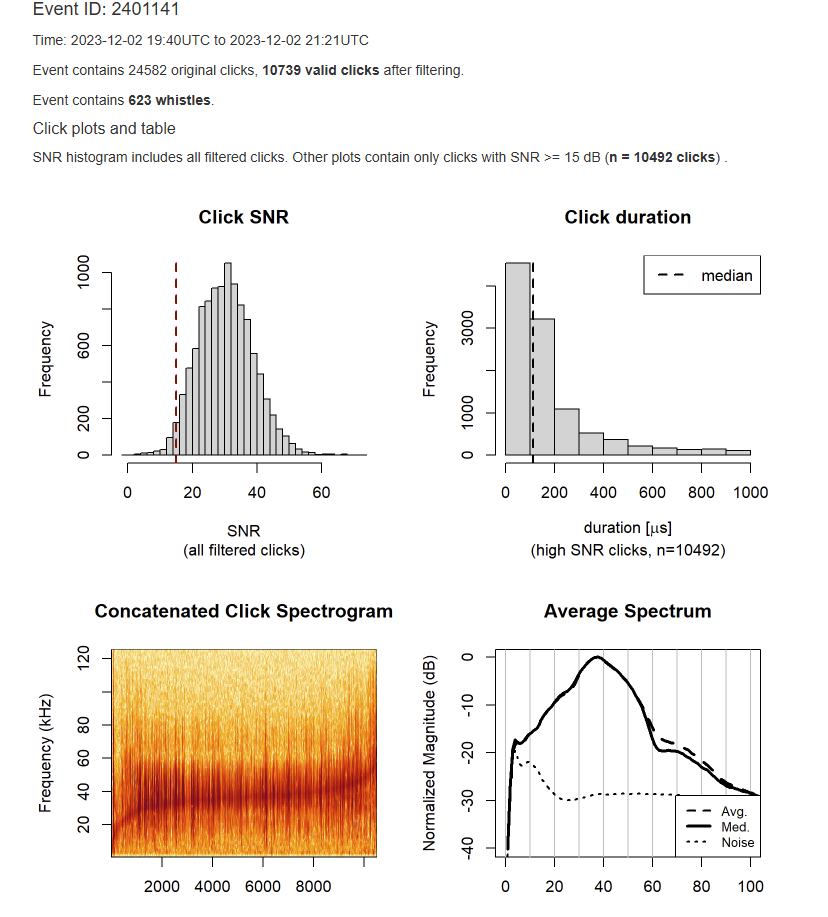 Event ID: 2401141
Time: 2023-12-02 19:40UTC to 2023-12-02 21:21UTC
Event contains 24582 original clicks, 10739 valid clicks after filtering.
Event contains 623 whistles.
Click plots and table
SNR histogram includes all filtered clicks. Other plots contain only clicks with SNR >= 15 dB (n = 10492 clicks) .
Click SNR
Frequency
0 200 600 1000
0 20 40 60
SNR
(all filtered clicks)
Click duration
median
Frequency
0 1000 3000
0 200 400 600 800 1000
duration [µs]
(high SNR clicks, n=10492)
Concatenated Click Spectrogram
Frequency (kHz)
20 40 60 80 120
2000 4000 6000 8000
Average Spectrum
Normalized Magnitude (dB)
-40 -30 -20 -10 0
Avg.
Med.
Noise
0 20 40 60 80 100